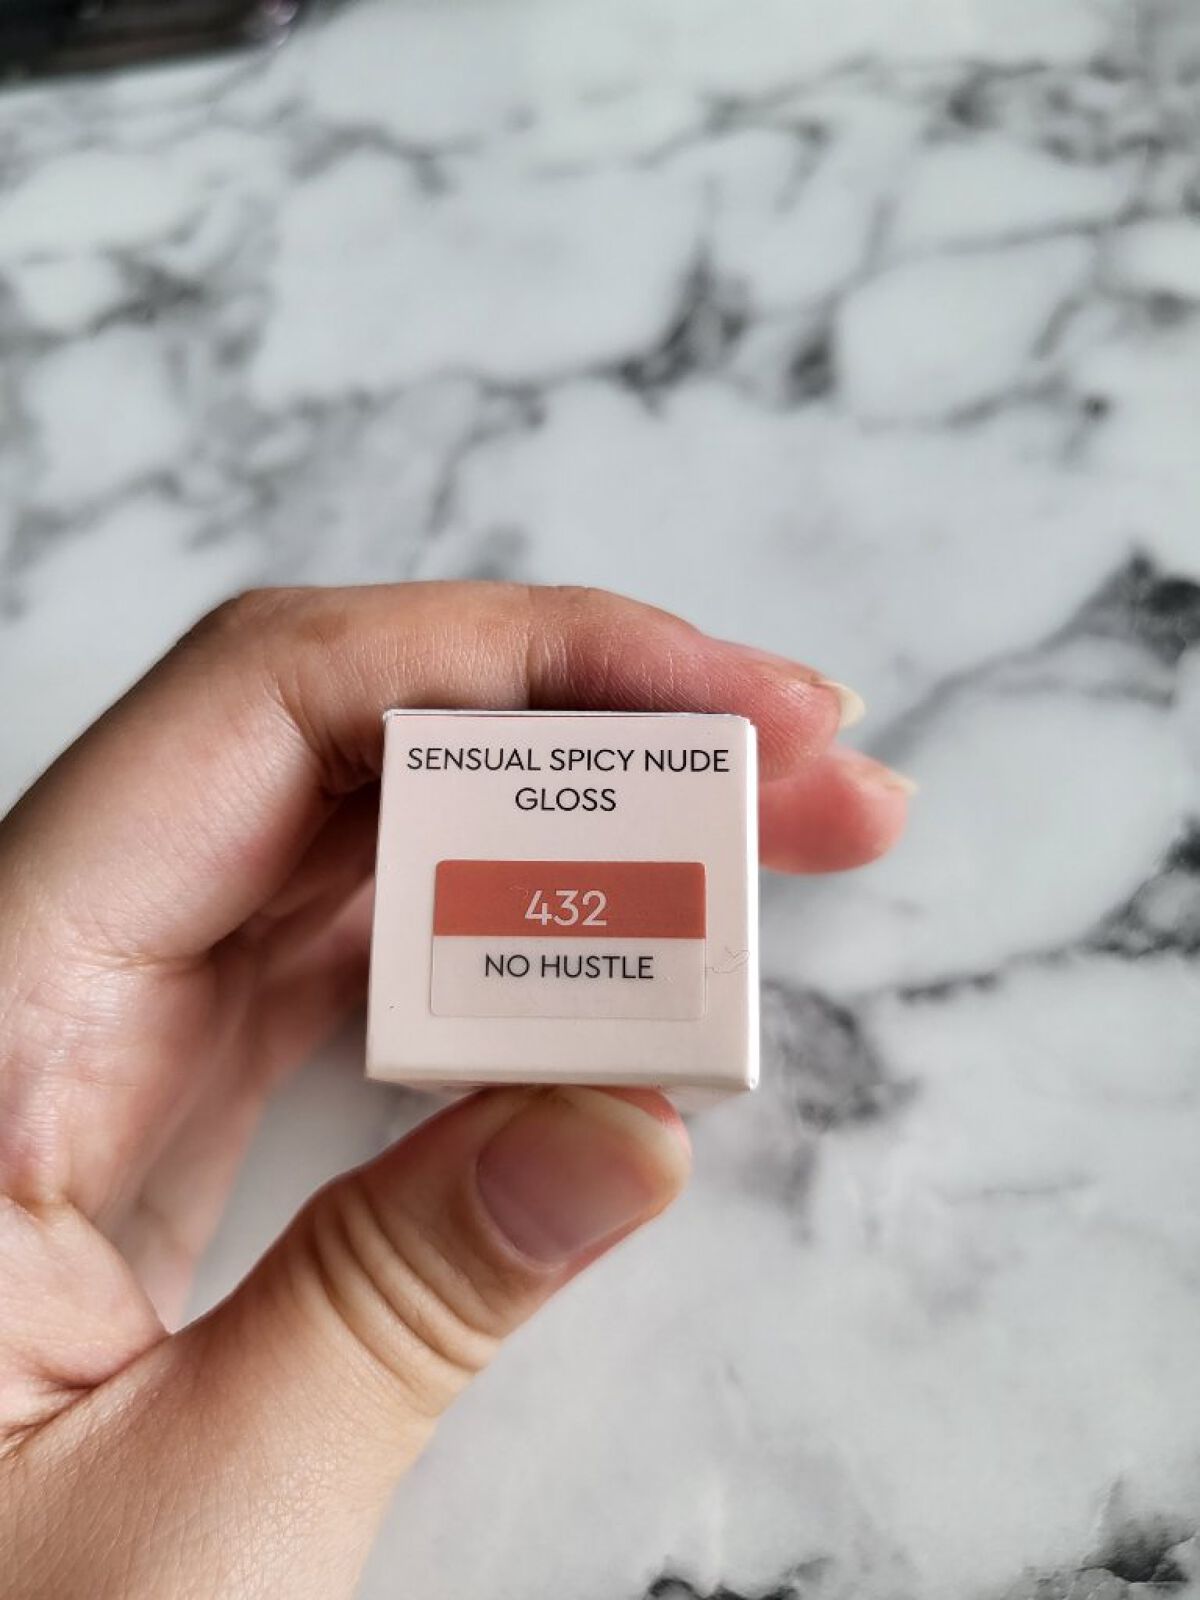 SENSUAL SPICY NUDE
GLOSS
432
NO HUSTLE